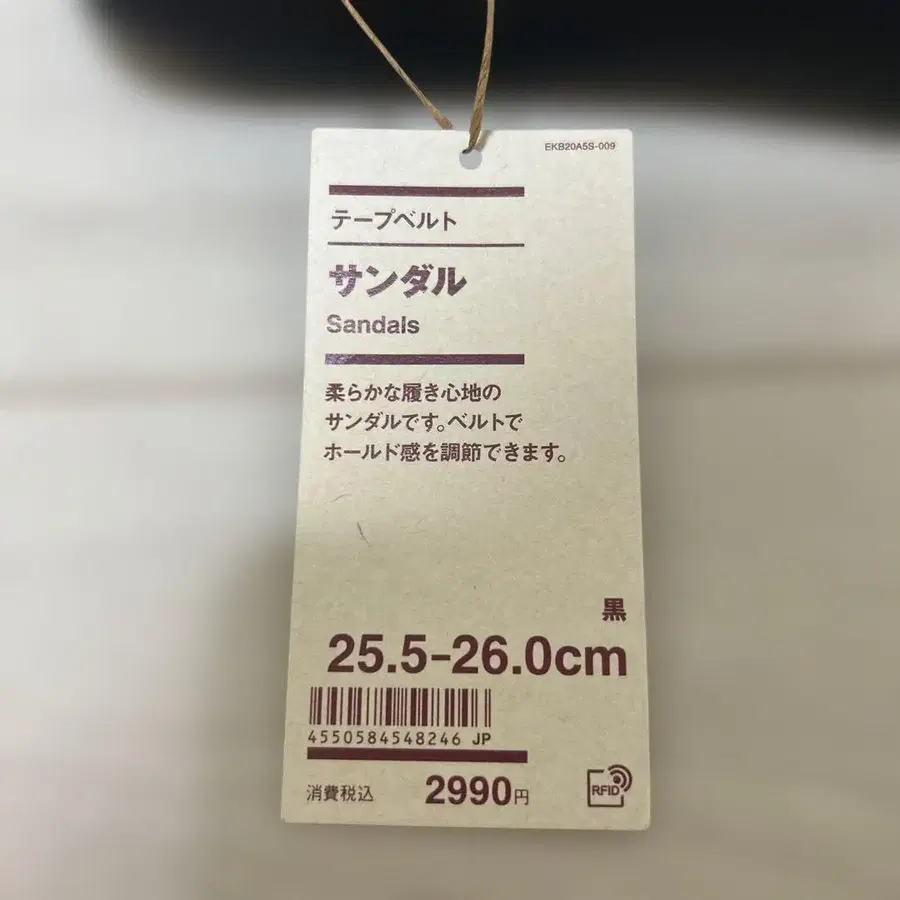 EKB20A5S-009
テープベルト
サンダル
Sandals
柔らかな履き心地の
サンダルです。ベルトで
ホールド感を調節できます。
黒
25.5-26.0cm
4550584548246 JP
消費税込 2990円
RFID